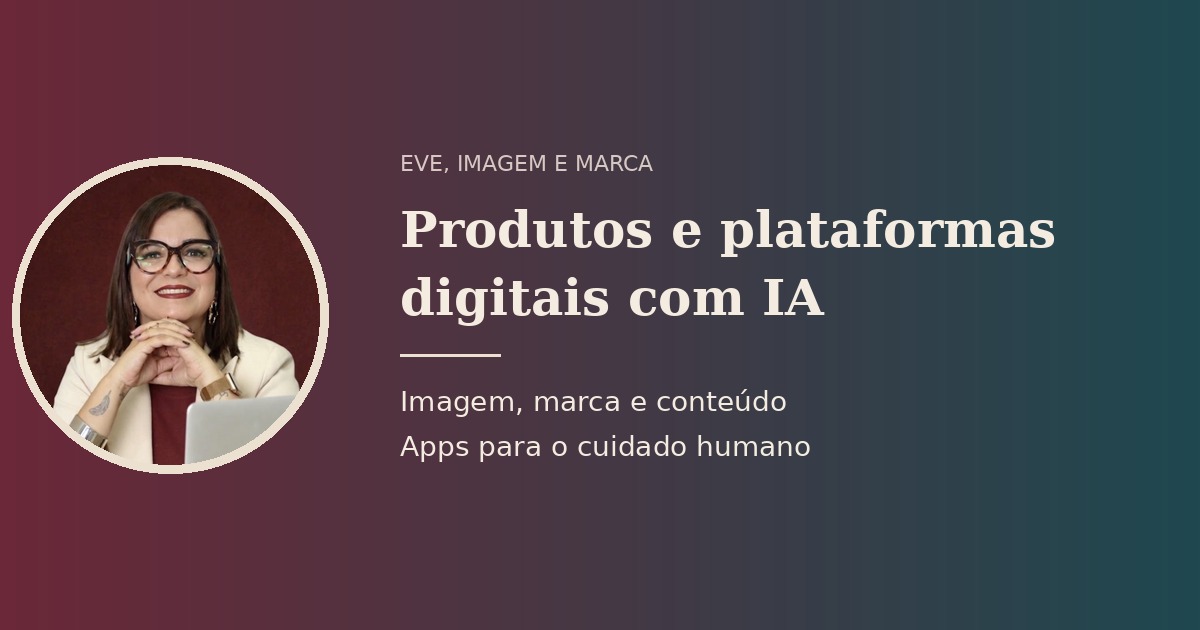 EVE, IMAGEM E MARCA
Produtos e plataformas
digitais com IA
Imagem, marca e conteúdo
Apps para o cuidado humano